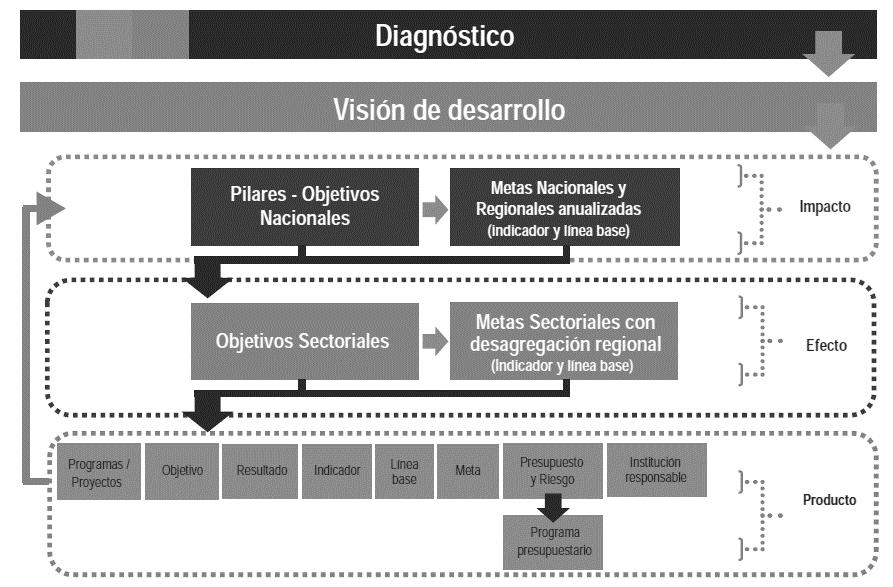 Diagnóstico
Visión de desarrollo
Pilares - Objetivos
Nacionales
Metas Nacionales y
Regionales anualizadas
(indicador y línea base)
Impacto
Objetivos Sectoriales
Metas Sectoriales con
desagregación regional
(Indicador y línea base)
Efecto
Programas /
Proyectos
Objetivo
Resultado
Indicador
Línea
base
Meta
Presupuesto
y Riesgo
Institución
responsable
Producto
Programa
presupuestario